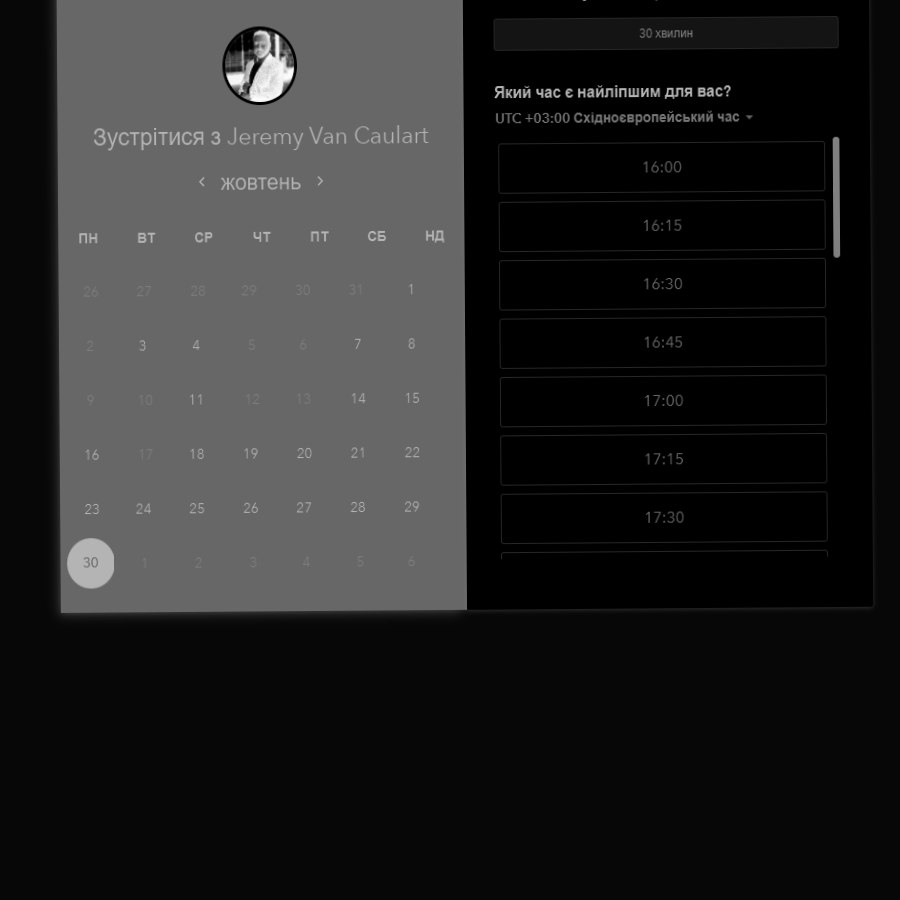 Зустрітися з Jeremy Van Caulart
жовтень
ПН ВТ СР ЧТ ПТ СБ НД
26 27 28 29 30 31 1
2 3 4 5 6 7 8
9 10 11 12 13 14 15
16 17 18 19 20 21 22
23 24 25 26 27 28 29
30 1 2 3 4 5 6
30 хвилин
Який час є найліпшим для вас?
UTC +03:00 Східноєвропейський час
16:00
16:15
16:30
16:45
17:00
17:15
17:30